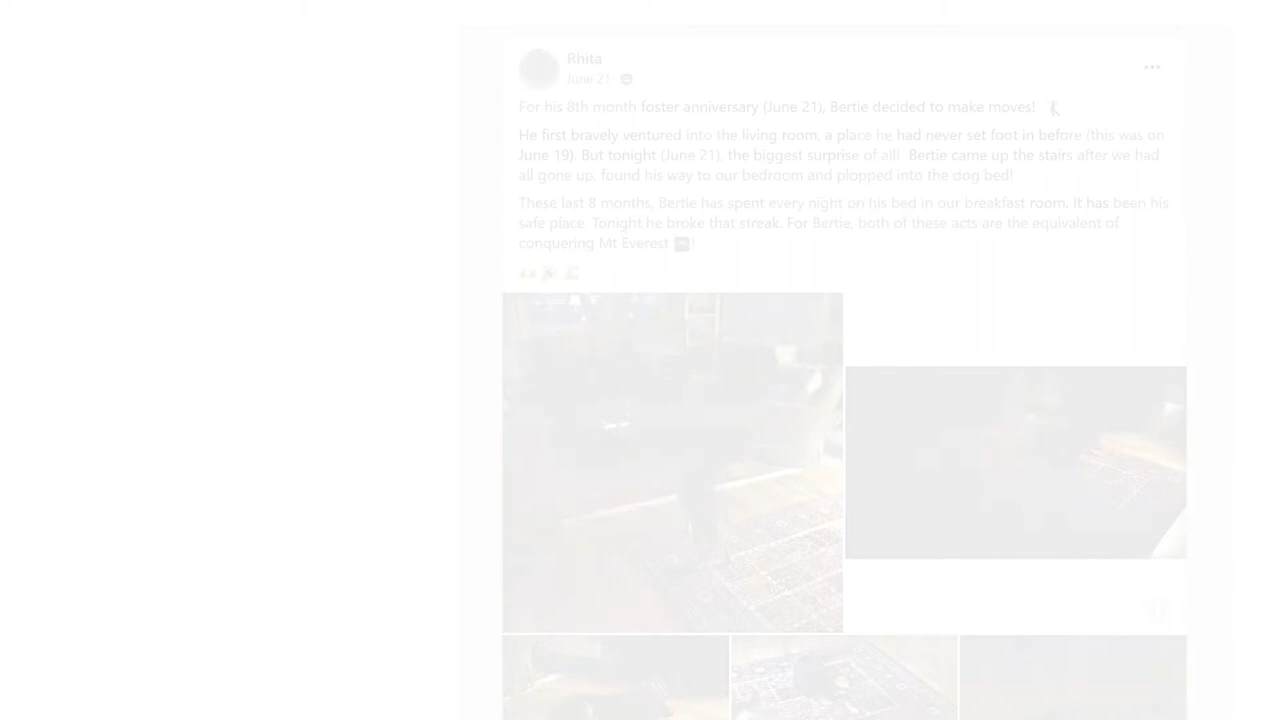 Rhita
June 21
For his 8th month foster anniversary (June 21), Bertie decided to make moves!
He first bravely ventured into the living room, a place he had never set foot in before (this was on
June 19). But tonight (June 21), the biggest surprise of all! Bertie came up the stairs after we had
all gone up, found his way to our bedroom and plopped into the dog bed!
These last 8 months, Bertie has spent every night on his bed in our breakfast room. It has been his
safe place. Tonight he broke that streak. For Bertie, both of these acts are the equivalent of
conquering Mt Everest !